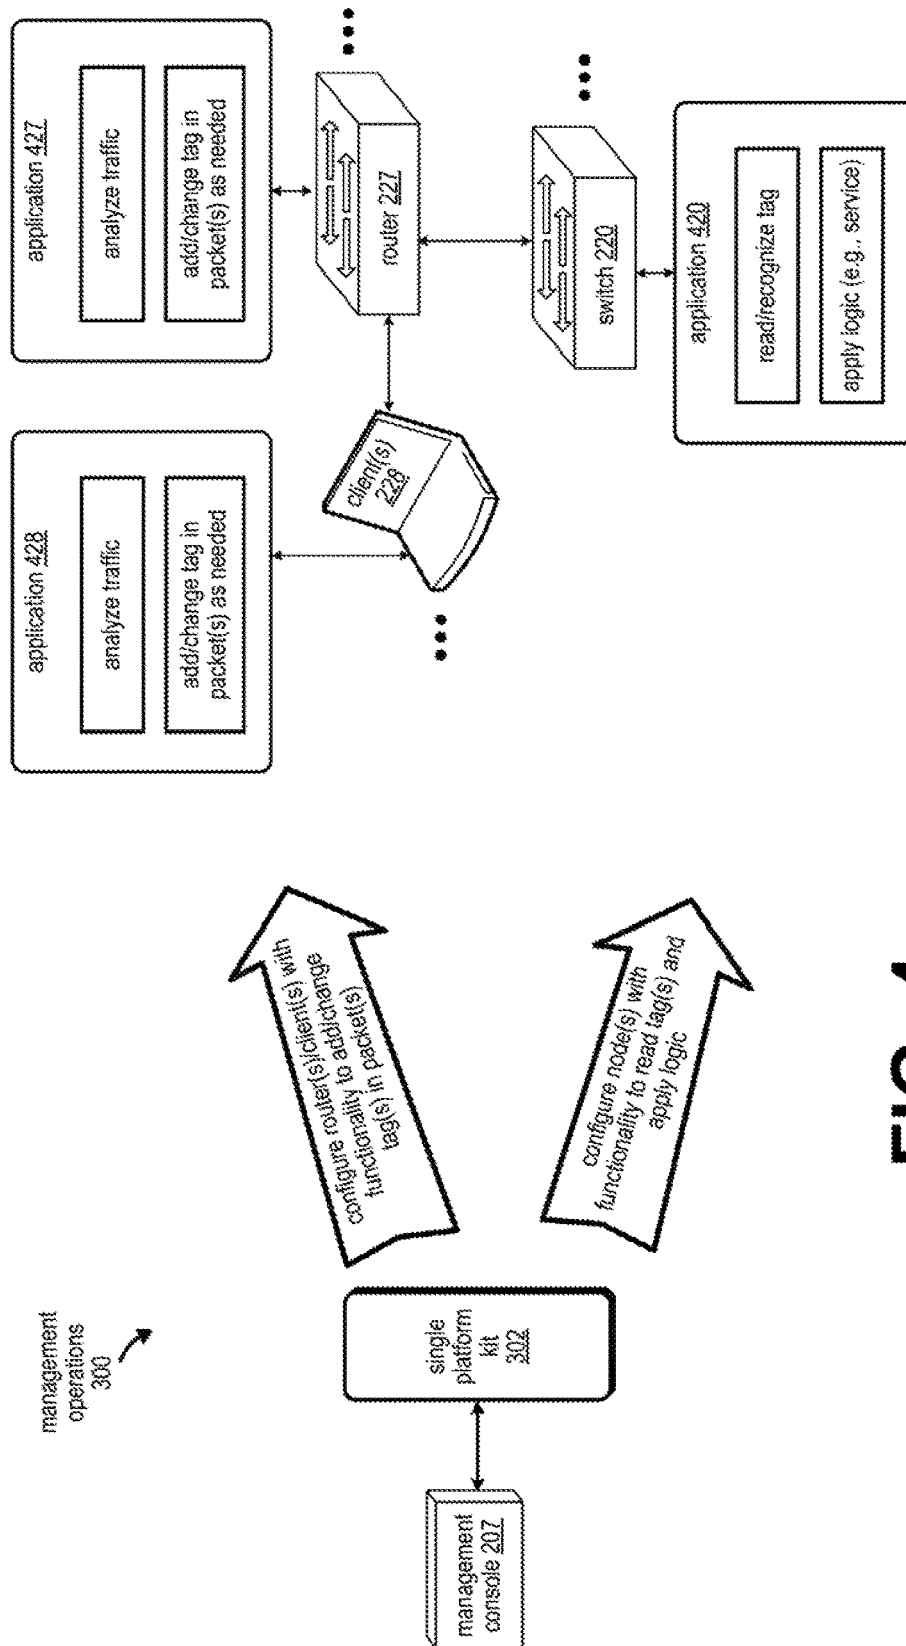 management
operations
300
management
console 207
single
platform
kit
302
configure router(s)/client(s) with
functionality to add/change
tag(s) in packet(s)
configure node(s) with
functionality to read tag(s) and
apply logic
application 428
analyze traffic
add/change tag in
packet(s) as needed
application 427
analyze traffic
add/change tag in
packet(s) as needed
client(s)
228
router 227
switch 220
application 420
read/recognize tag
apply logic (e.g., service)